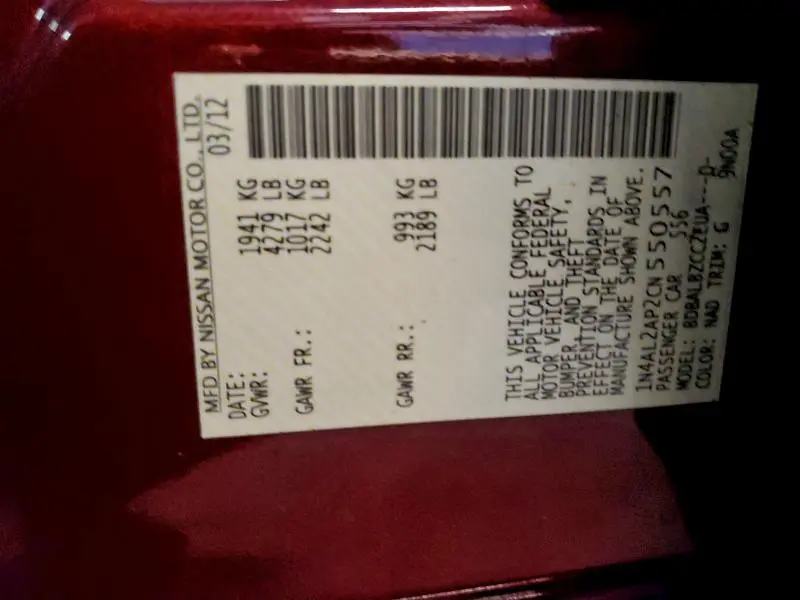 MFD BY NISSAN MOTOR CO., LTD.
DATE: 03/12
GVWR: 1941 KG
4279 LB
GAWR FR.: 1017 KG
2242 LB
GAWR RR.: 993 KG
2189 LB
THIS VEHICLE CONFORMS TO
ALL APPLICABLE FEDERAL
MOTOR VEHICLE SAFETY,
BUMPER, AND THEFT
PREVENTION STANDARDS IN
EFFECT ON THE DATE OF
MANUFACTURE SHOWN ABOVE.
1N4AL2AP2CN550557
PASSENGER CAR 556
MODEL: BDBALBZCCZEUA---D-
COLOR: NAD TRIM: G 9N00A